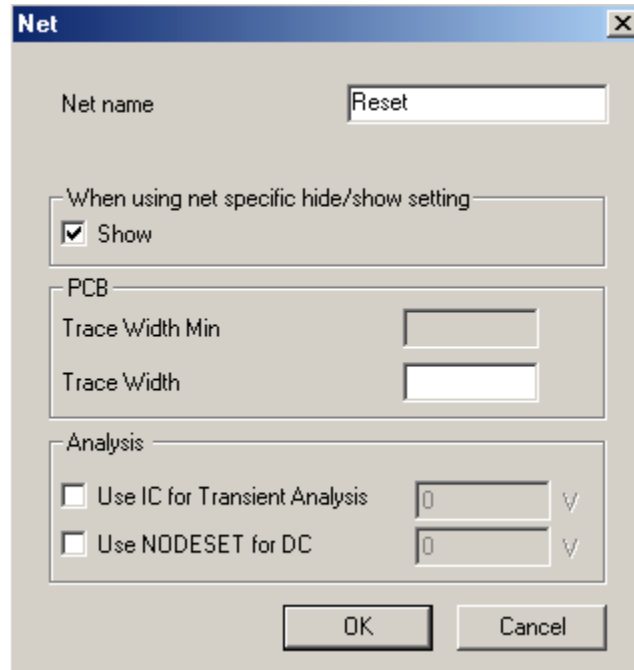 Net
Net name
Reset
When using net specific hide/show setting
Show
PCB
Trace Width Min
Trace Width
Analysis
Use IC for Transient Analysis 0 V
Use NODESET for DC 0 V
OK Cancel